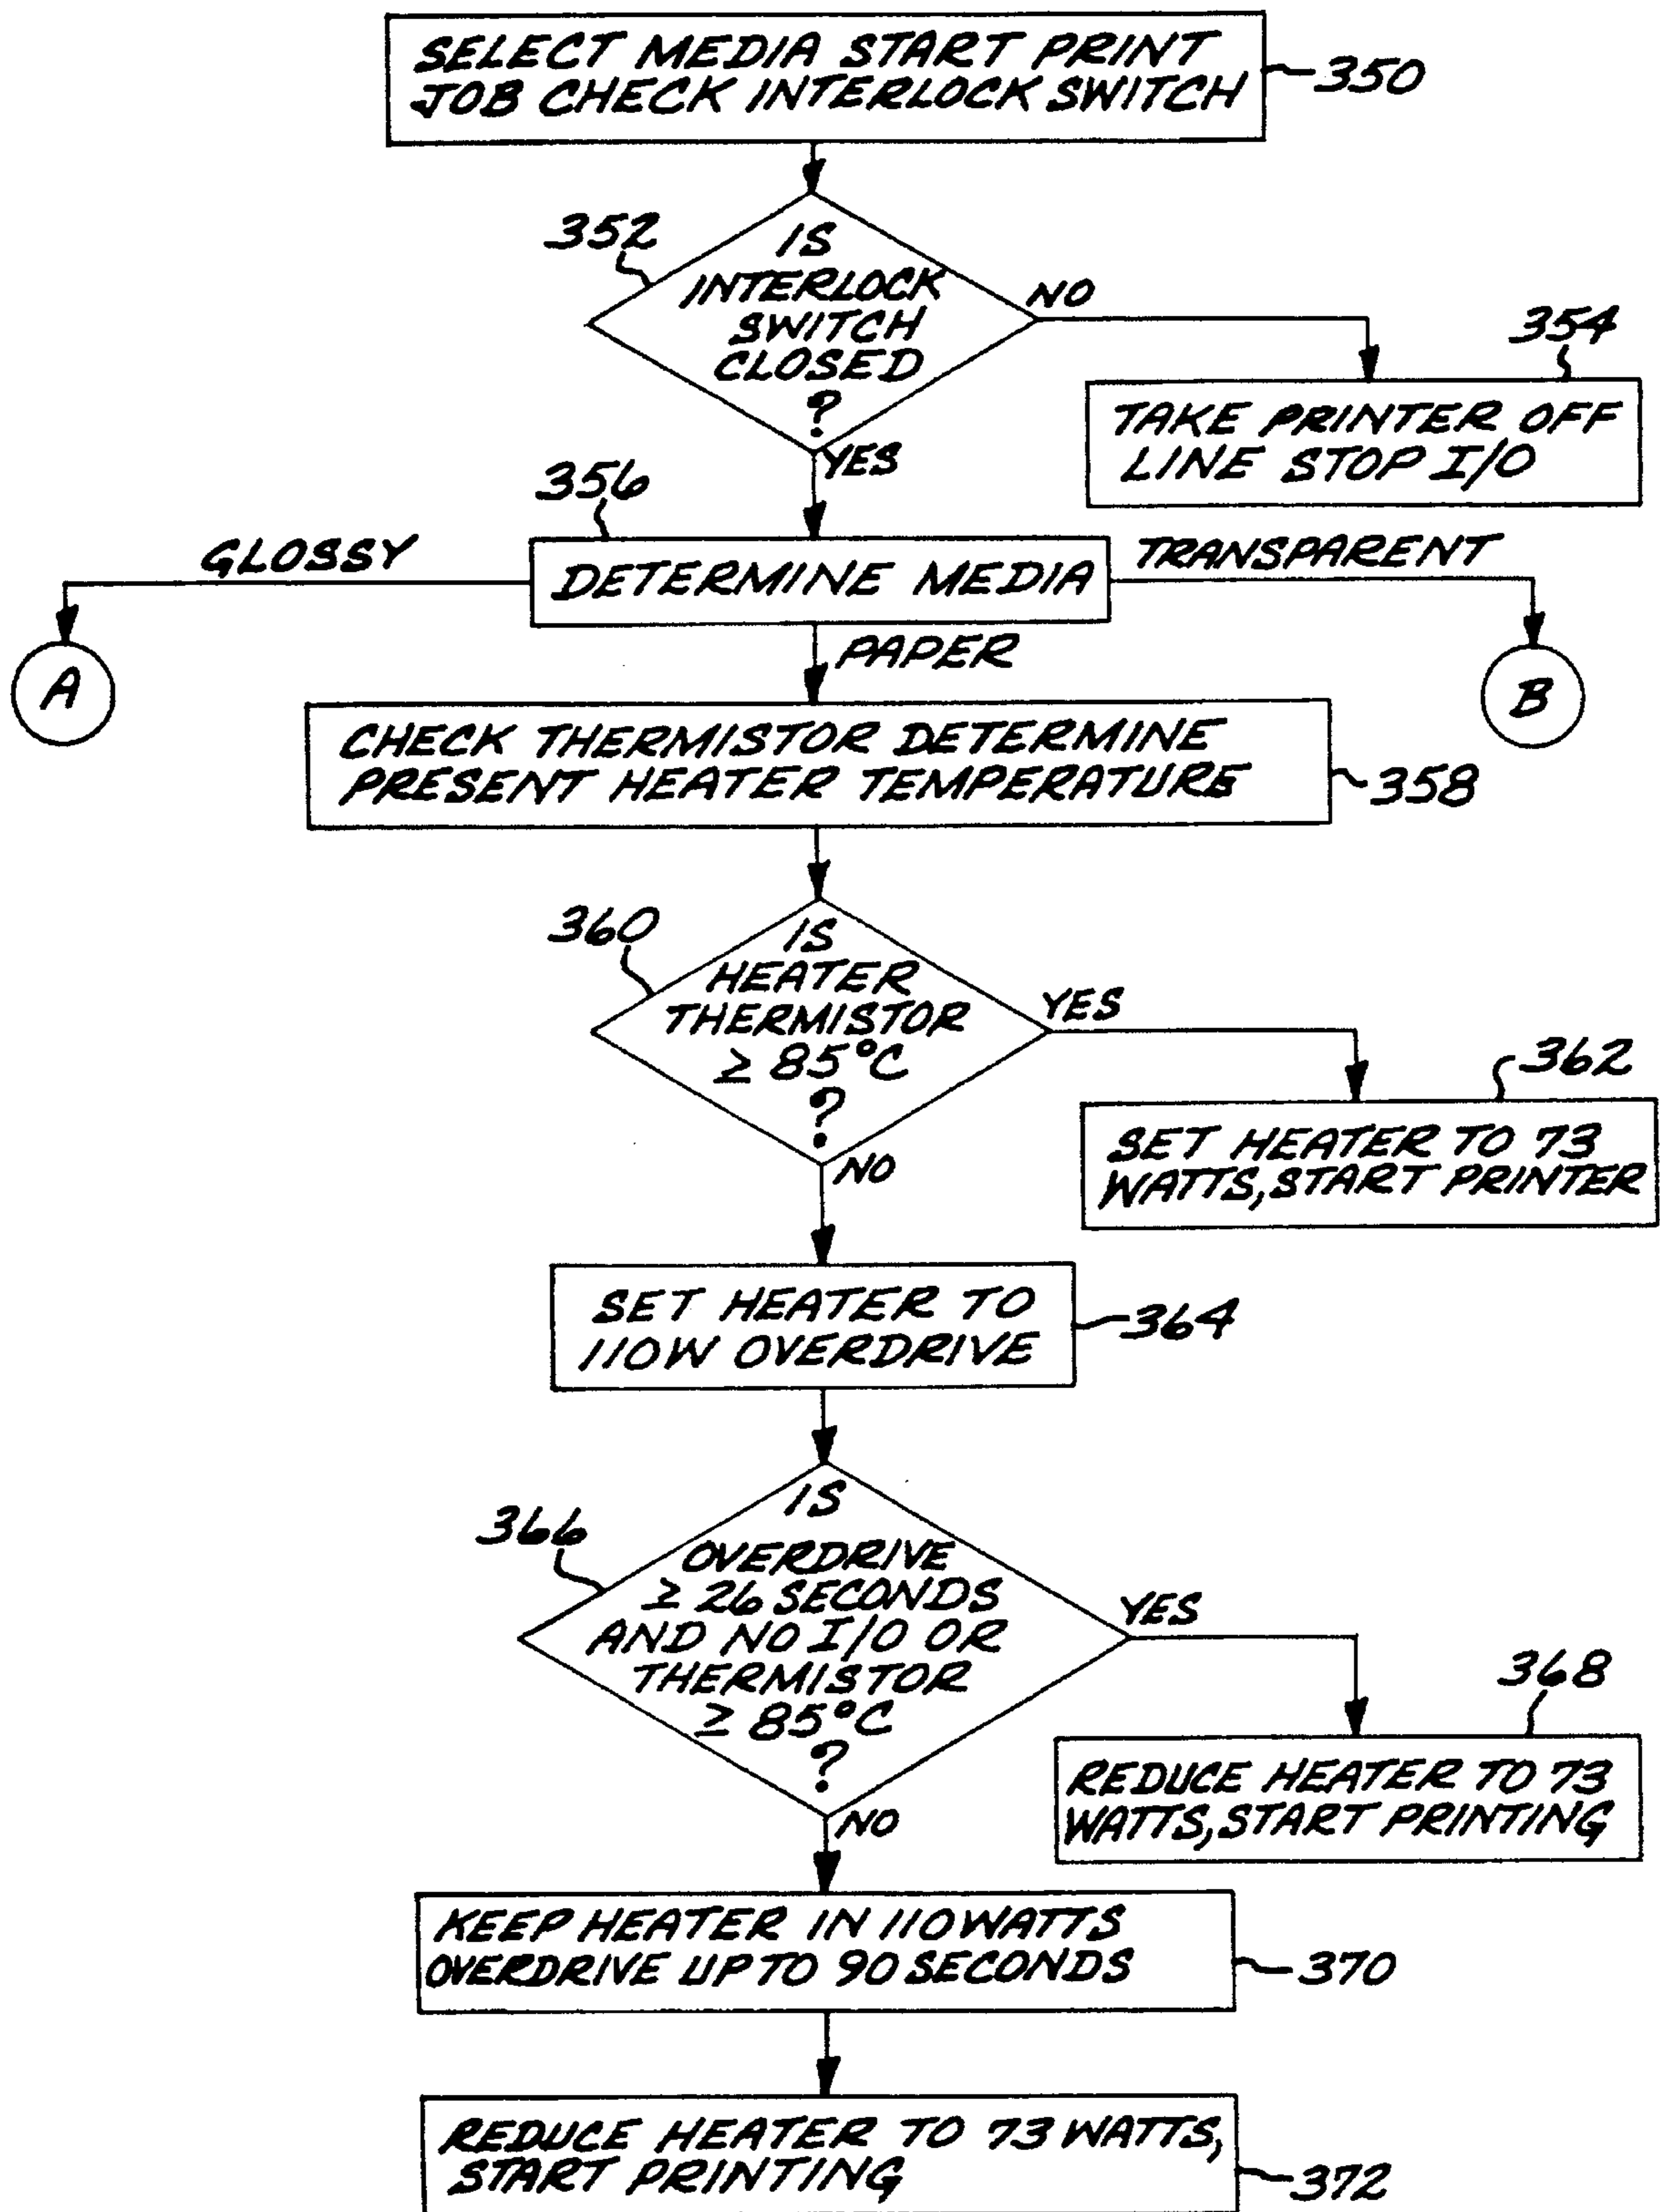 SELECT MEDIA START PRINT
JOB CHECK INTERLOCK SWITCH
350
352
IS
INTERLOCK
SWITCH
CLOSED
?
NO
354
TAKE PRINTER OFF
LINE STOP I/O
YES
356
GLOSSY
DETERMINE MEDIA
TRANSPARENT
A
PAPER
B
CHECK THERMISTOR DETERMINE
PRESENT HEATER TEMPERATURE
358
360
IS
HEATER
THERMISTOR
≥ 85°C
?
YES
362
SET HEATER TO 73
WATTS, START PRINTER
NO
SET HEATER TO
110W OVERDRIVE
364
366
IS
OVERDRIVE
≥ 26 SECONDS
AND NO I/O OR
THERMISTOR
≥ 85°C
?
YES
368
REDUCE HEATER TO 73
WATTS, START PRINTING
NO
KEEP HEATER IN 110 WATTS
OVERDRIVE UP TO 90 SECONDS
370
REDUCE HEATER TO 73 WATTS,
START PRINTING
372